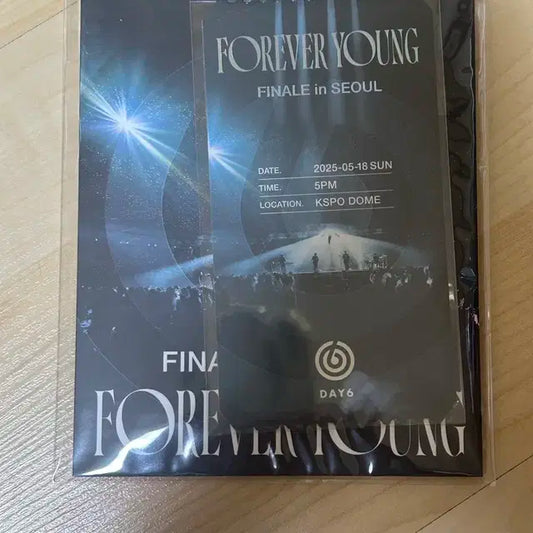 FOREVER YOUNG
FINALE in SEOUL
DATE. 2025-05-18 SUN
TIME. 5PM
LOCATION. KSPO DOME
DAY6
FINA
FOREVER YOUNG